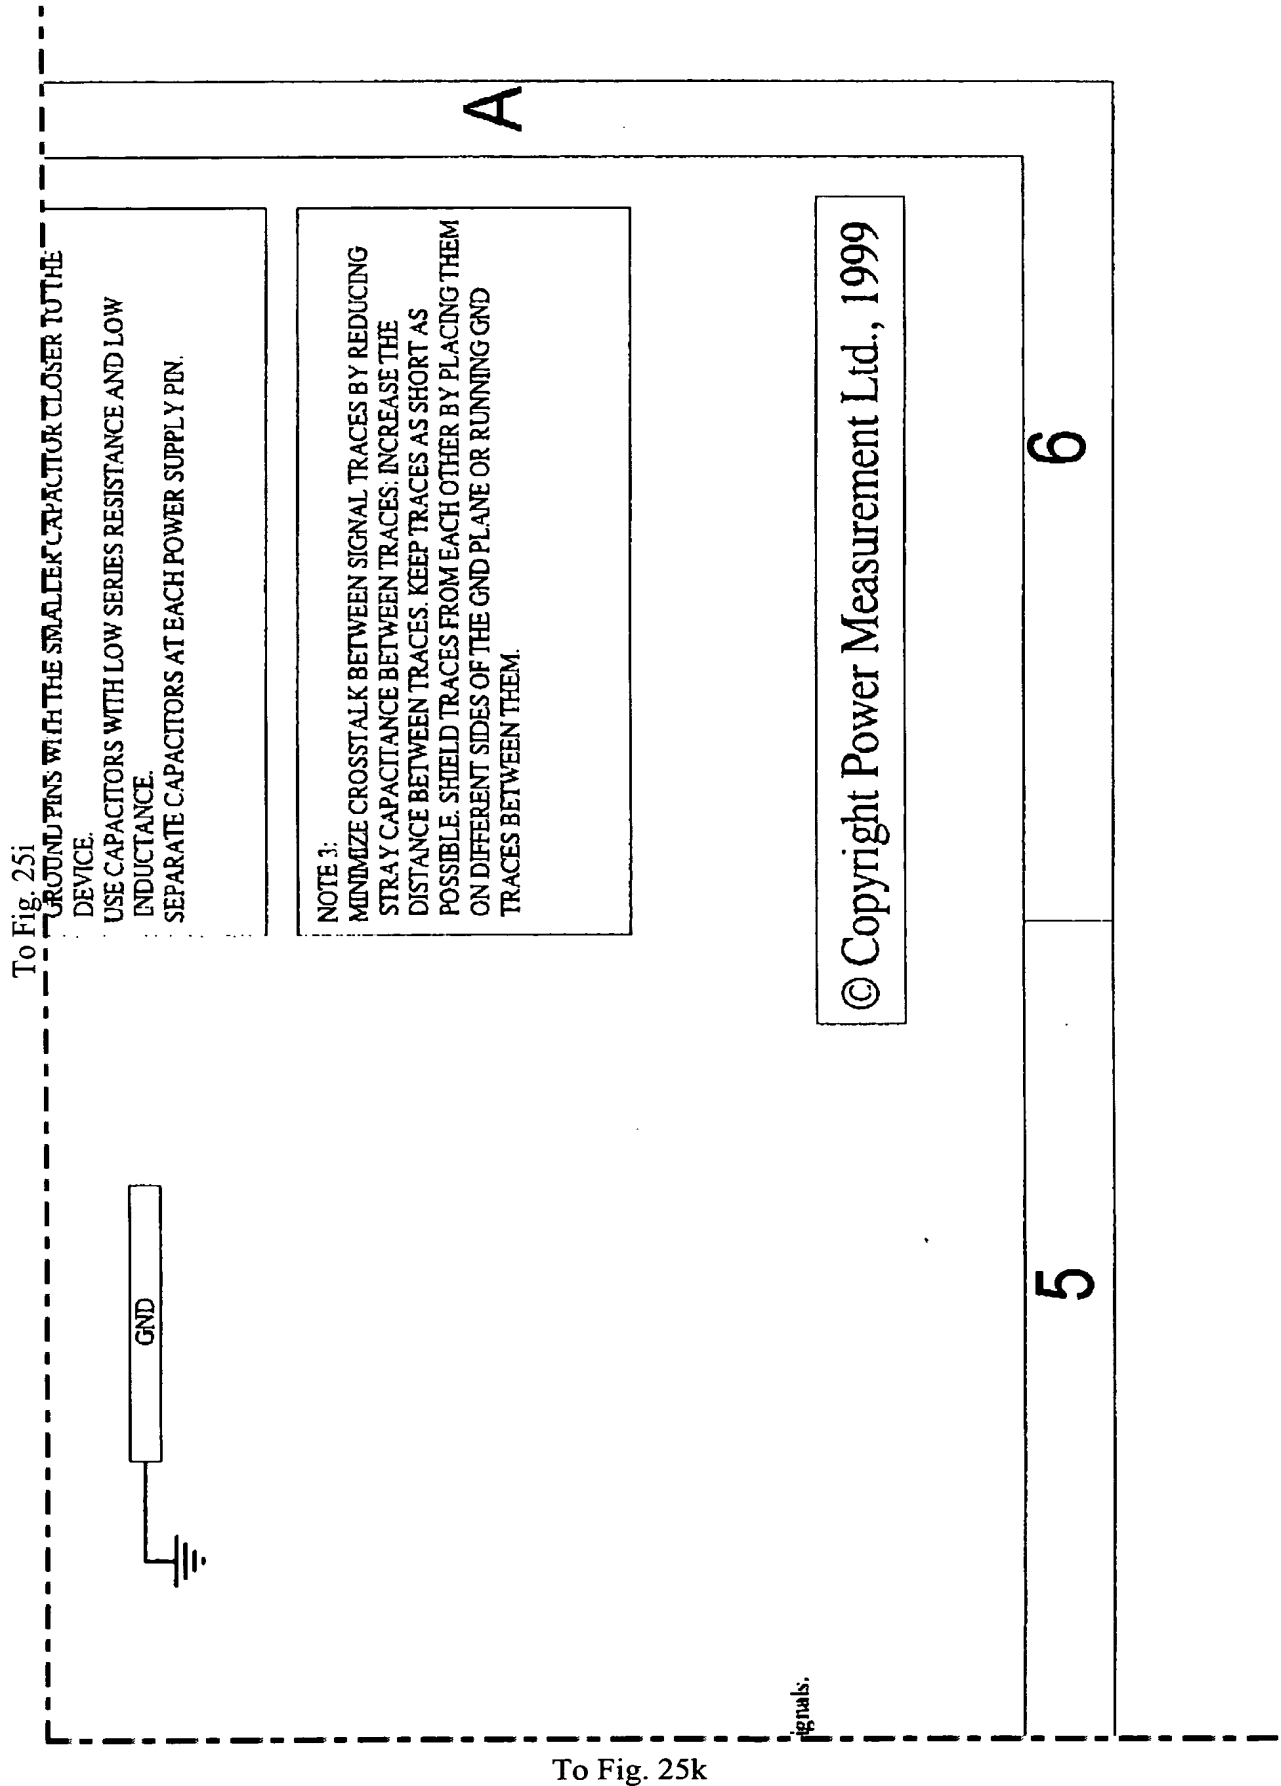 To Fig. 25i
GROUND PINS WITH THE SMALLER CAPACITOR CLOSER TO THE
DEVICE.
USE CAPACITORS WITH LOW SERIES RESISTANCE AND LOW
INDUCTANCE.
SEPARATE CAPACITORS AT EACH POWER SUPPLY PIN.
GND
NOTE 3:
MINIMIZE CROSSTALK BETWEEN SIGNAL TRACES BY REDUCING
STRAY CAPACITANCE BETWEEN TRACES: INCREASE THE
DISTANCE BETWEEN TRACES. KEEP TRACES AS SHORT AS
POSSIBLE. SHIELD TRACES FROM EACH OTHER BY PLACING THEM
ON DIFFERENT SIDES OF THE GND PLANE OR RUNNING GND
TRACES BETWEEN THEM.
A
ignals.
© Copyright Power Measurement Ltd., 1999
5
6
To Fig. 25k